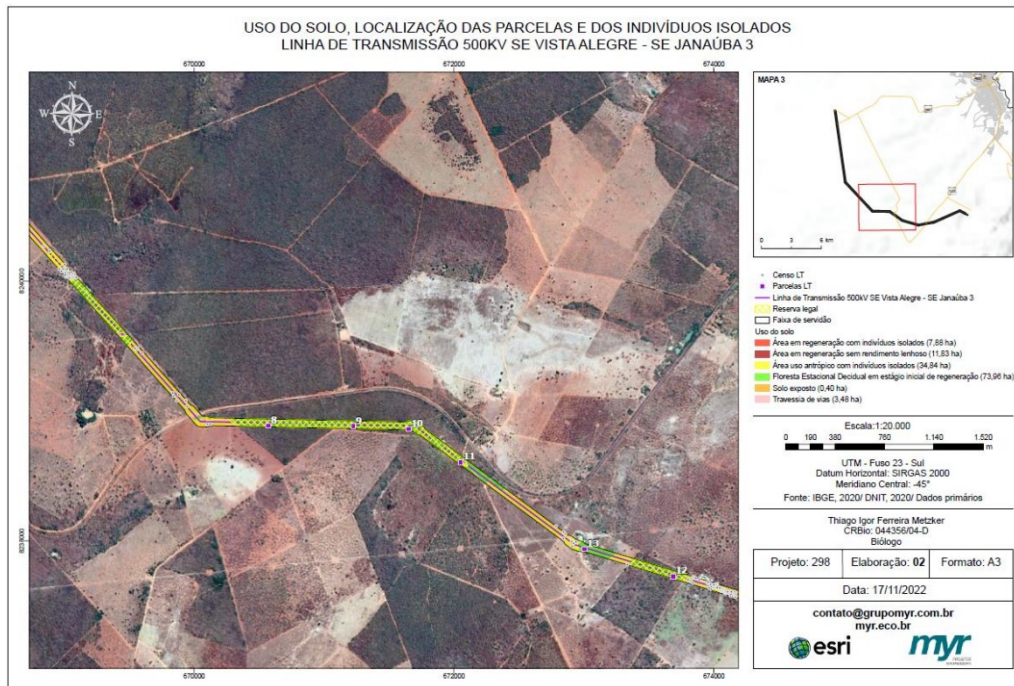 USO DO SOLO, LOCALIZAÇÃO DAS PARCELAS E DOS INDIVÍDUOS ISOLADOS
LINHA DE TRANSMISSÃO 500KV SE VISTA ALEGRE - SE JANAÚBA 3
670000
672000
674000
N
W
E
S
8240000
8238000
8
9
10
11
13
12
MAPA 3
0
3
6 km
Censo LT
Parcelas LT
Linha de Transmissão 500kV SE Vista Alegre - SE Janaúba 3
Reserva legal
Faixa de servidão
Uso do solo
Área em regeneração com indivíduos isolados (7,88 ha)
Área em regeneração sem rendimento lenhoso (11,83 ha)
Área uso antrópico com indivíduos isolados (34,84 ha)
Floresta Estacional Decidual em estágio inicial de regeneração (73,96 ha)
Solo exposto (0,40 ha)
Travessia de vias (3,48 ha)
Escala:1:20.000
0 190 380 760 1.140 1.520
m
UTM - Fuso 23 - Sul
Datum Horizontal: SIRGAS 2000
Meridiano Central: -45°
Fonte: IBGE, 2020/ DNIT, 2020/ Dados primários
Thiago Igor Ferreira Metzker
CRBio: 044356/04-D
Biólogo
Projeto: 298
Elaboração: 02
Formato: A3
Data: 17/11/2022
contato@grupomyr.com.br
myr.eco.br
esri
myr